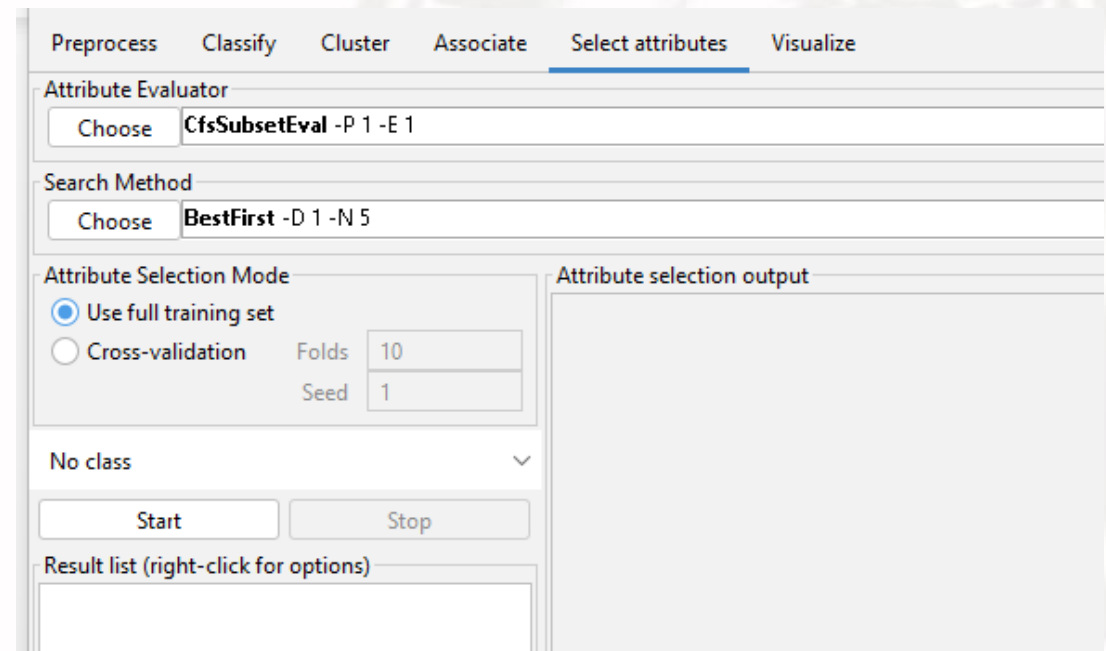 Preprocess Classify Cluster Associate Select attributes Visualize
Attribute Evaluator
Choose CfsSubsetEval -P 1 -E 1
Search Method
Choose BestFirst -D 1 -N 5
Attribute Selection Mode
Use full training set
Cross-validation Folds 10
Seed 1
No class
Start Stop
Result list (right-click for options)
Attribute selection output